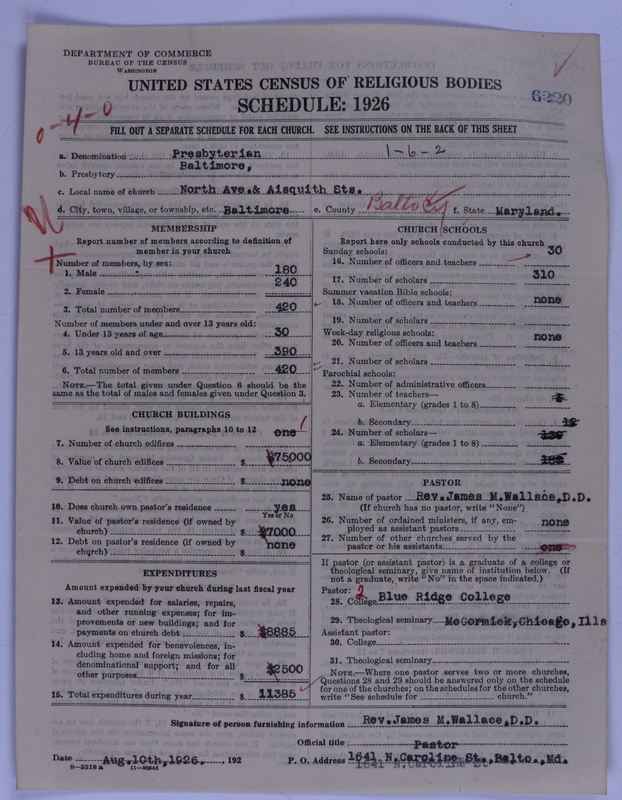 DEPARTMENT OF COMMERCE
BUREAU OF THE CENSUS
WASHINGTON
UNITED STATES CENSUS OF RELIGIOUS BODIES
SCHEDULE: 1926
6220
0-4-0
FILL OUT A SEPARATE SCHEDULE FOR EACH CHURCH. SEE INSTRUCTIONS ON THE BACK OF THIS SHEET
a. Denomination Presbyterian 1-6-2
b. Presbytery Baltimore,
c. Local name of church North Ave.& Aisquith Sts.
d. City, town, village, or township, etc. Baltimore e. County Balto Cy f. State Maryland.
MEMBERSHIP
Report number of members according to definition of member in your church
Number of members, by sex:
1. Male 180
2. Female 240
3. Total number of members 420
Number of members under and over 13 years old:
4. Under 13 years of age 30
5. 13 years old and over 390
6. Total number of members 420
NOTE.—The total given under Question 6 should be the
same as the total of males and females given under Question 3.
CHURCH BUILDINGS
See instructions, paragraphs 10 to 12
7. Number of church edifices one 1
8. Value of church edifices $ $75000
9. Debt on church edifices $ none
10. Does church own pastor's residence yes
Yes or No
11. Value of pastor's residence (if owned by
church) $ $7000
12. Debt on pastor's residence (if owned by
church) $ none
EXPENDITURES
Amount expended by your church during last fiscal year
13. Amount expended for salaries, repairs,
and other running expenses; for im-
provements or new buildings; and for
payments on church debt $ $8885
14. Amount expended for benevolences, in-
cluding home and foreign missions; for
denominational support; and for all
other purposes $ $2500
15. Total expenditures during year $ 11385
CHURCH SCHOOLS
Report here only schools conducted by this church
Sunday schools:
16. Number of officers and teachers 30
17. Number of scholars 310
Summer vacation Bible schools:
18. Number of officers and teachers none
19. Number of scholars
Week-day religious schools:
20. Number of officers and teachers none
21. Number of scholars
Parochial schools:
22. Number of administrative officers
23. Number of teachers—
a. Elementary (grades 1 to 8)
b. Secondary
24. Number of scholars—
a. Elementary (grades 1 to 8)
b. Secondary
PASTOR
25. Name of pastor Rev.James M.Wallace,D.D.
(If church has no pastor, write "None")
26. Number of ordained ministers, if any, em-
ployed as assistant pastors none
27. Number of other churches served by the
pastor or his assistants one
If pastor (or assistant pastor) is a graduate of a college or
theological seminary, give name of institution below. (If
not a graduate, write "No" in the space indicated.)
Pastor: 2
28. College Blue Ridge College
29. Theological seminary McCormick,Chicago,Ills
Assistant pastor:
30. College
31. Theological seminary
NOTE.—Where one pastor serves two or more churches,
Questions 28 and 29 should be answered only on the schedule
for one of the churches; on the schedules for the other churches,
write "See schedule for church."
Signature of person furnishing information Rev.James M.Wallace,D.D.
Official title Pastor
Date Aug.10th,1926. , 192 P. O. Address 1641 N.Caroline St.,Balto.,Md.
1641 N.Caroline St
8-5518 a